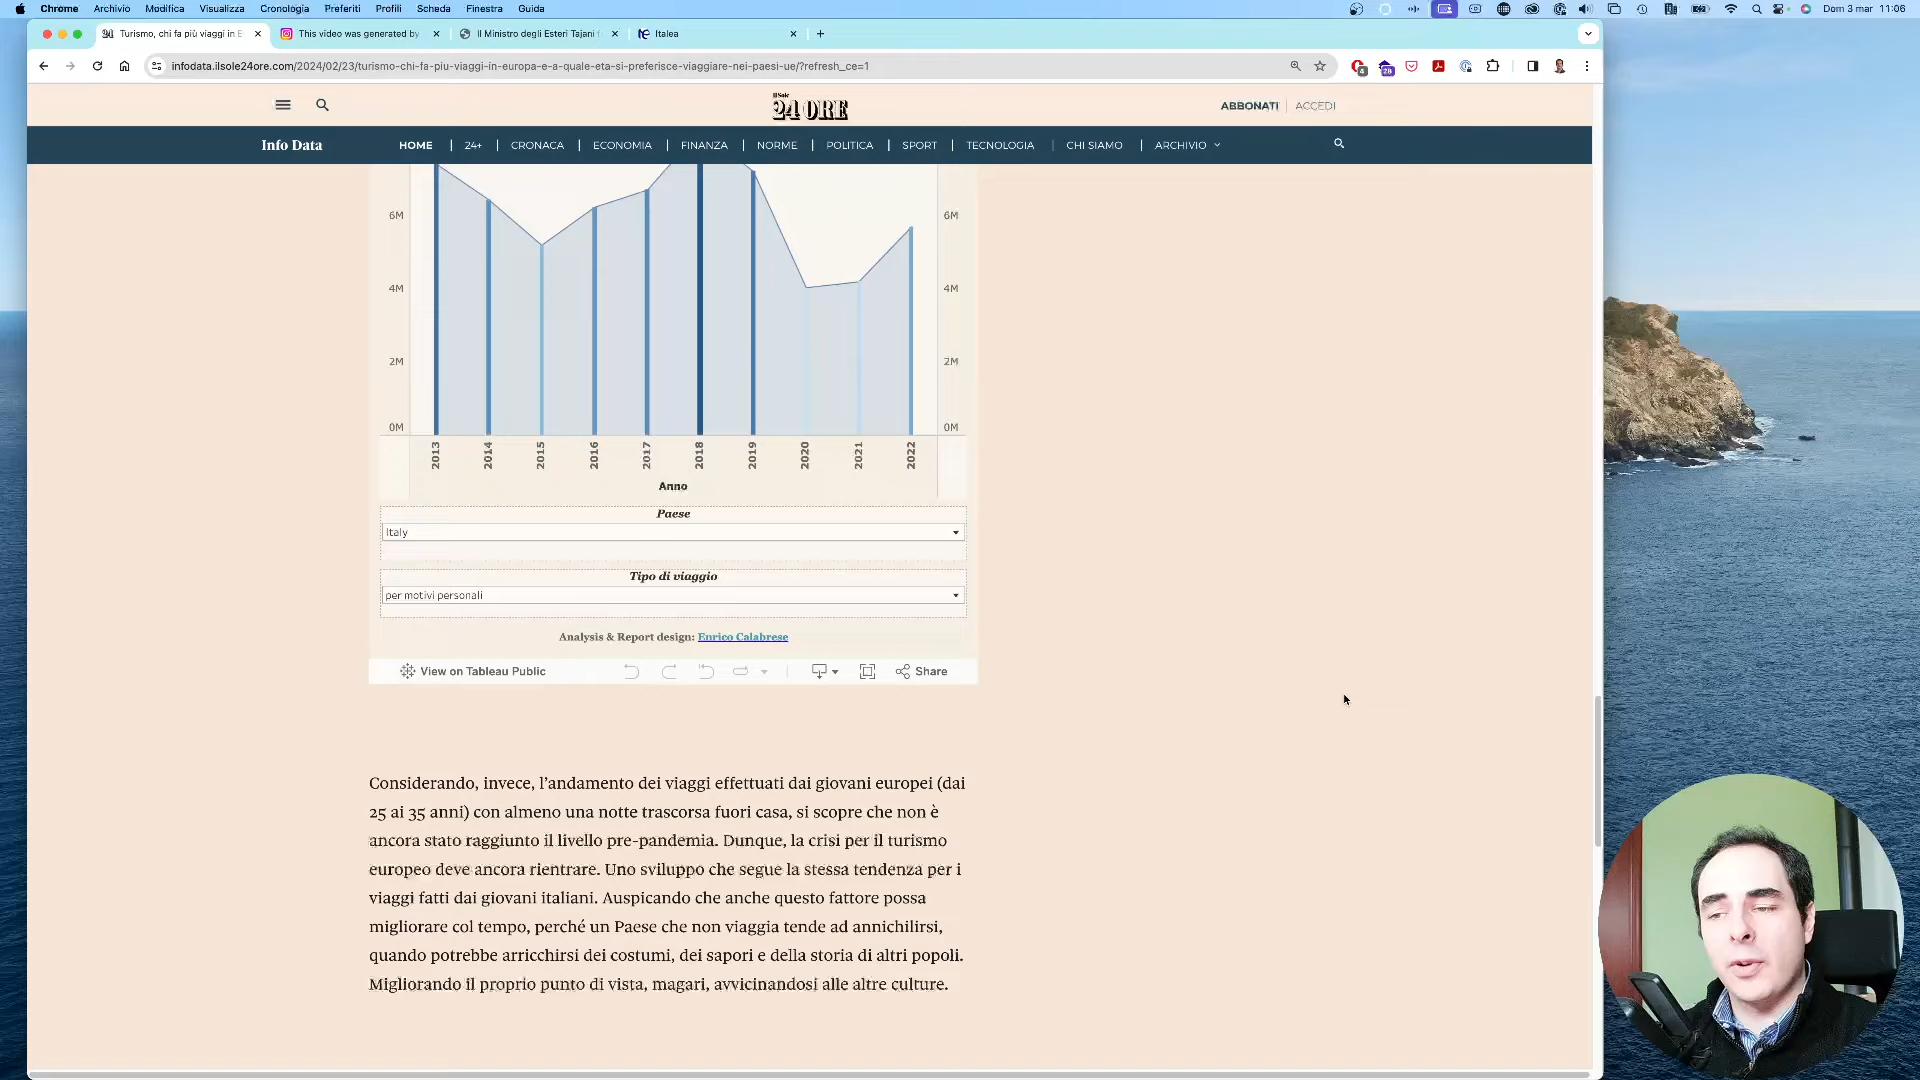 Chrome Archivio Modifica Visualizza Cronologia Preferiti Profili Scheda Finestra Guida
Dom 3 mar 11:06
Turismo, chi fa più viaggi in E
This video was generated by
Il Ministro degli Esteri Tajani f
Italea
infodata.ilsole24ore.com/2024/02/23/turismo-chi-fa-piu-viaggi-in-europa-e-a-quale-eta-si-preferisce-viaggiare-nei-paesi-ue/?refresh_ce=1
Il Sole
24 ORE
ABBONATI ACCEDI
Info Data
HOME 24+ CRONACA ECONOMIA FINANZA NORME POLITICA SPORT TECNOLOGIA CHI SIAMO ARCHIVIO
6M 6M
4M 4M
2M 2M
0M 0M
2013 2014 2015 2016 2017 2018 2019 2020 2021 2022
Anno
Paese
Italy
Tipo di viaggio
per motivi personali
Analysis & Report design: Enrico Calabrese
View on Tableau Public
Share
Considerando, invece, l’andamento dei viaggi effettuati dai giovani europei (dai
25 ai 35 anni) con almeno una notte trascorsa fuori casa, si scopre che non è
ancora stato raggiunto il livello pre-pandemia. Dunque, la crisi per il turismo
europeo deve ancora rientrare. Uno sviluppo che segue la stessa tendenza per i
viaggi fatti dai giovani italiani. Auspicando che anche questo fattore possa
migliorare col tempo, perché un Paese che non viaggia tende ad annichilirsi,
quando potrebbe arricchirsi dei costumi, dei sapori e della storia di altri popoli.
Migliorando il proprio punto di vista, magari, avvicinandosi alle altre culture.